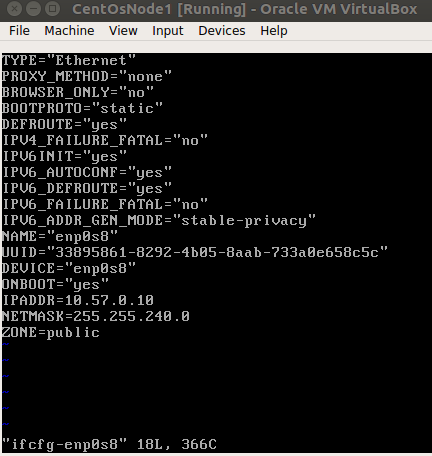 CentOsNode1 [Running] - Oracle VM VirtualBox
File Machine View Input Devices Help
TYPE="Ethernet"
PROXY_METHOD="none"
BROWSER_ONLY="no"
BOOTPROTO="static"
DEFROUTE="yes"
IPV4_FAILURE_FATAL="no"
IPV6INIT="yes"
IPV6_AUTOCONF="yes"
IPV6_DEFROUTE="yes"
IPV6_FAILURE_FATAL="no"
IPV6_ADDR_GEN_MODE="stable-privacy"
NAME="enp0s8"
UUID="33895861-8292-4b05-8aab-733a0e658c5c"
DEVICE="enp0s8"
ONBOOT="yes"
IPADDR=10.57.0.10
NETMASK=255.255.240.0
ZONE=public
~
~
~
~
~
~
"ifcfg-enp0s8" 18L, 366C